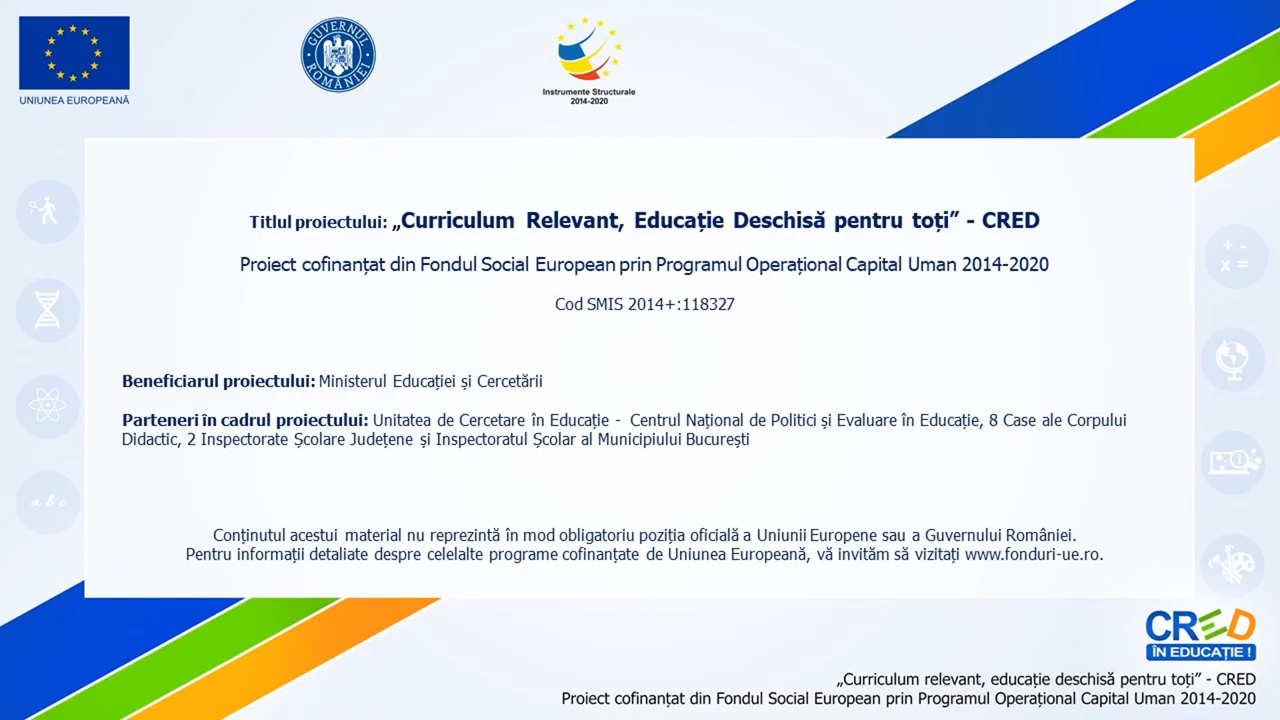 UNIUNEA EUROPEANĂ
GUVERNUL ROMÂNIEI
Instrumente Structurale
2014-2020
Titlul proiectului: „Curriculum Relevant, Educație Deschisă pentru toți” - CRED
Proiect cofinanțat din Fondul Social European prin Programul Operațional Capital Uman 2014-2020
Cod SMIS 2014+:118327
+ -
x =
Beneficiarul proiectului: Ministerul Educației și Cercetării
Parteneri în cadrul proiectului: Unitatea de Cercetare în Educație - Centrul Național de Politici și Evaluare în Educație, 8 Case ale Corpului
Didactic, 2 Inspectorate Școlare Județene și Inspectoratul Școlar al Municipiului București
a b c
Conținutul acestui material nu reprezintă în mod obligatoriu poziția oficială a Uniunii Europene sau a Guvernului României.
Pentru informații detaliate despre celelalte programe cofinanțate de Uniunea Europeană, vă invităm să vizitați www.fonduri-ue.ro.
CRED
ÎN EDUCAȚIE !
„Curriculum relevant, educație deschisă pentru toți” - CRED
Proiect cofinanțat din Fondul Social European prin Programul Operațional Capital Uman 2014-2020